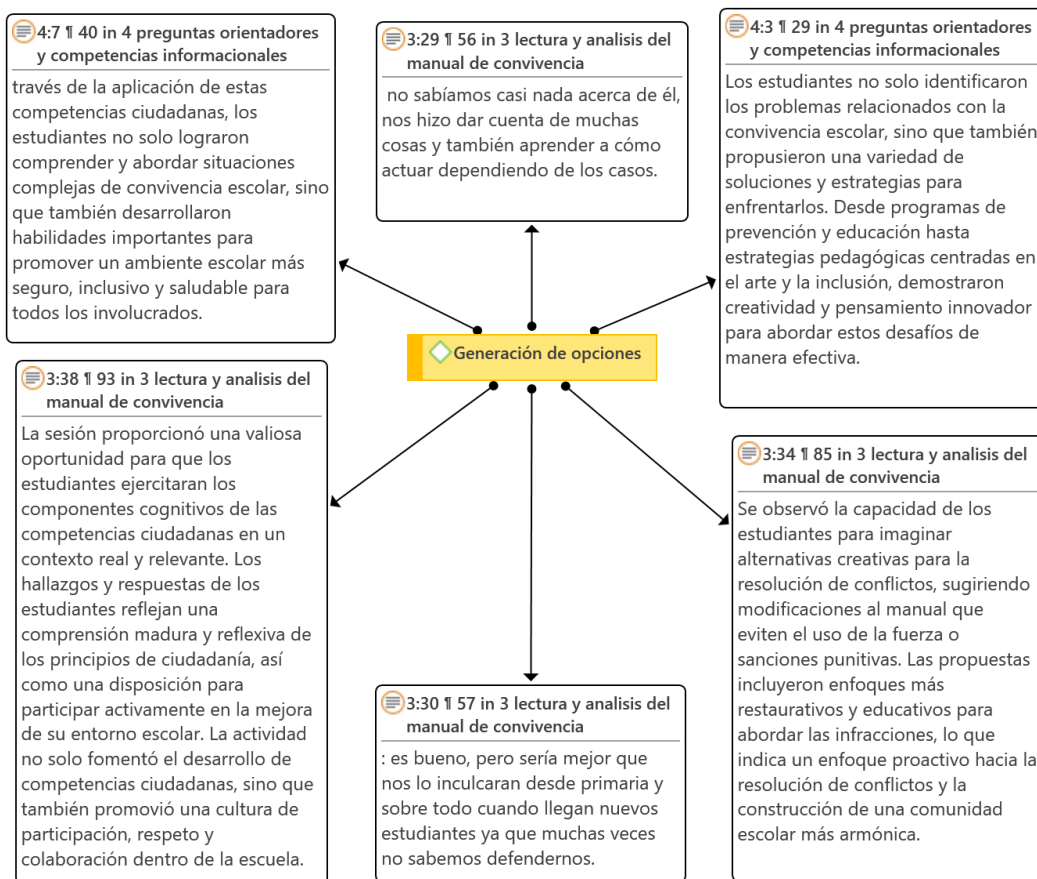 4:7 ¶ 40 in 4 preguntas orientadores
y competencias informacionales
través de la aplicación de estas
competencias ciudadanas, los
estudiantes no solo lograron
comprender y abordar situaciones
complejas de convivencia escolar, sino
que también desarrollaron
habilidades importantes para
promover un ambiente escolar más
seguro, inclusivo y saludable para
todos los involucrados.
3:29 ¶ 56 in 3 lectura y analisis del
manual de convivencia
no sabíamos casi nada acerca de él,
nos hizo dar cuenta de muchas
cosas y también aprender a cómo
actuar dependiendo de los casos.
4:3 ¶ 29 in 4 preguntas orientadores
y competencias informacionales
Los estudiantes no solo identificaron
los problemas relacionados con la
convivencia escolar, sino que también
propusieron una variedad de
soluciones y estrategias para
enfrentarlos. Desde programas de
prevención y educación hasta
estrategias pedagógicas centradas en
el arte y la inclusión, demostraron
creatividad y pensamiento innovador
para abordar estos desafíos de
manera efectiva.
Generación de opciones
3:38 ¶ 93 in 3 lectura y analisis del
manual de convivencia
La sesión proporcionó una valiosa
oportunidad para que los
estudiantes ejercitaran los
componentes cognitivos de las
competencias ciudadanas en un
contexto real y relevante. Los
hallazgos y respuestas de los
estudiantes reflejan una
comprensión madura y reflexiva de
los principios de ciudadanía, así
como una disposición para
participar activamente en la mejora
de su entorno escolar. La actividad
no solo fomentó el desarrollo de
competencias ciudadanas, sino que
también promovió una cultura de
participación, respeto y
colaboración dentro de la escuela.
3:30 ¶ 57 in 3 lectura y analisis del
manual de convivencia
: es bueno, pero sería mejor que
nos lo inculcaran desde primaria y
sobre todo cuando llegan nuevos
estudiantes ya que muchas veces
no sabemos defendernos.
3:34 ¶ 85 in 3 lectura y analisis del
manual de convivencia
Se observó la capacidad de los
estudiantes para imaginar
alternativas creativas para la
resolución de conflictos, sugiriendo
modificaciones al manual que
eviten el uso de la fuerza o
sanciones punitivas. Las propuestas
incluyeron enfoques más
restaurativos y educativos para
abordar las infracciones, lo que
indica un enfoque proactivo hacia la
resolución de conflictos y la
construcción de una comunidad
escolar más armónica.